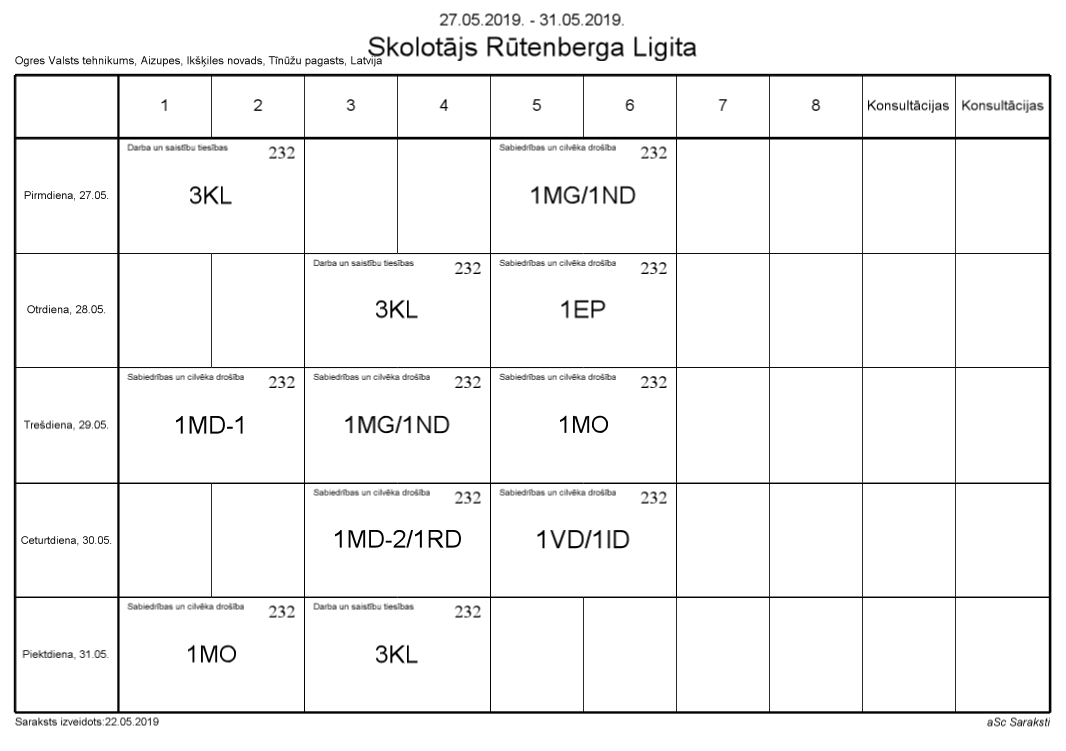 27.05.2019. - 31.05.2019.
Skolotājs Rūtenberga Ligita
Ogres Valsts tehnikums, Aizupes, Ikšķiles novads, Tīnūžu pagasts, Latvija
1 2 3 4 5 6 7 8 Konsultācijas Konsultācijas
Darba un saistību tiesības 232 Sabiedrības un cilvēka drošība 232
Pirmdiena, 27.05. 3KL 1MG/1ND
Darba un saistību tiesības 232 Sabiedrības un cilvēka drošība 232
Otrdiena, 28.05. 3KL 1EP
Sabiedrības un cilvēka drošība 232 Sabiedrības un cilvēka drošība 232 Sabiedrības un cilvēka drošība 232
Trešdiena, 29.05. 1MD-1 1MG/1ND 1MO
Sabiedrības un cilvēka drošība 232 Sabiedrības un cilvēka drošība 232
Ceturtdiena, 30.05. 1MD-2/1RD 1VD/1ID
Sabiedrības un cilvēka drošība 232 Darba un saistību tiesības 232
Piektdiena, 31.05. 1MO 3KL
Saraksts izveidots:22.05.2019 aSc Saraksti